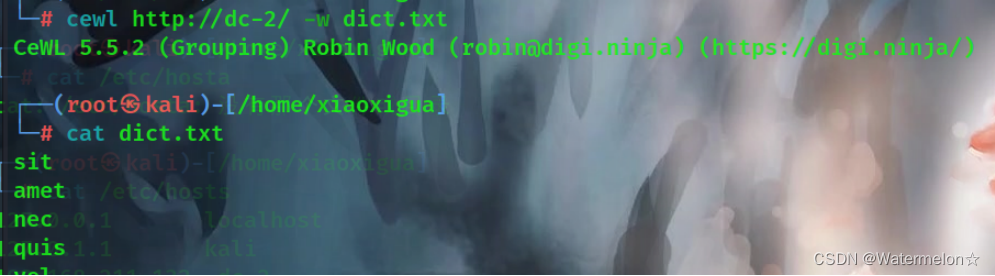 └─# cewl http://dc-2/ -w dict.txt
CeWL 5.5.2 (Grouping) Robin Wood (robin@digi.ninja) (https://digi.ninja/)
# cat /etc/hosta
┌──(root㉿kali)-[/home/xiaoxigua]
└─# cat dict.txt
sit
root㉿kali)-[/home/xiaoxigua]
amet
/etc/hosts
nec
0.0.1 localhost
quis
1.1 kali
vel
CSDN @Watermelon☆